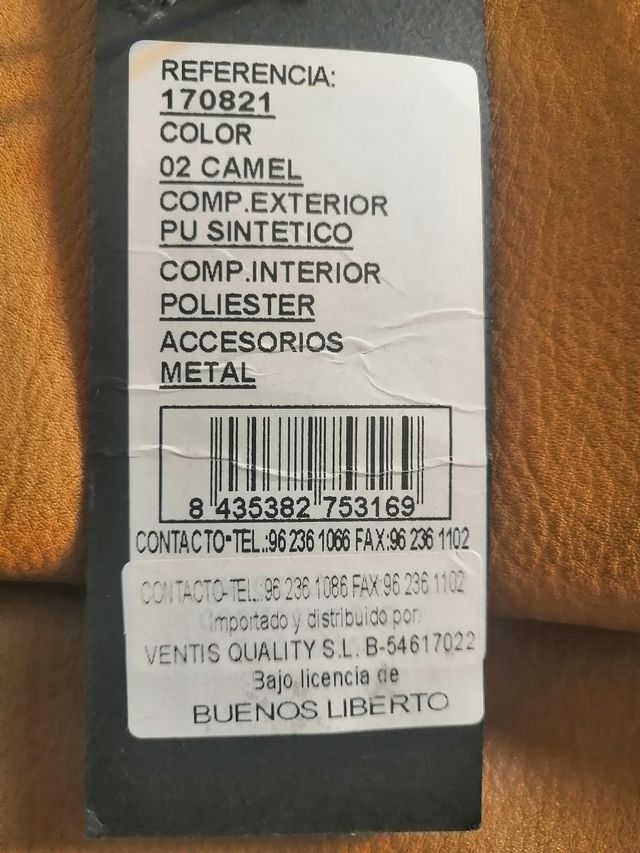 REFERENCIA:
170821
COLOR
02 CAMEL
COMP.EXTERIOR
PU SINTETICO
COMP.INTERIOR
POLIESTER
ACCESORIOS
METAL
8 435382 753169
CONTACTO-TEL.:96 236 1066 FAX:96 236 1102
CONTACTO-TEL.:96 236 1086 FAX:96 236 1102
Importado y distribuido por:
VENTIS QUALITY S.L. B-54617022
Bajo licencia de
BUENOS LIBERTO